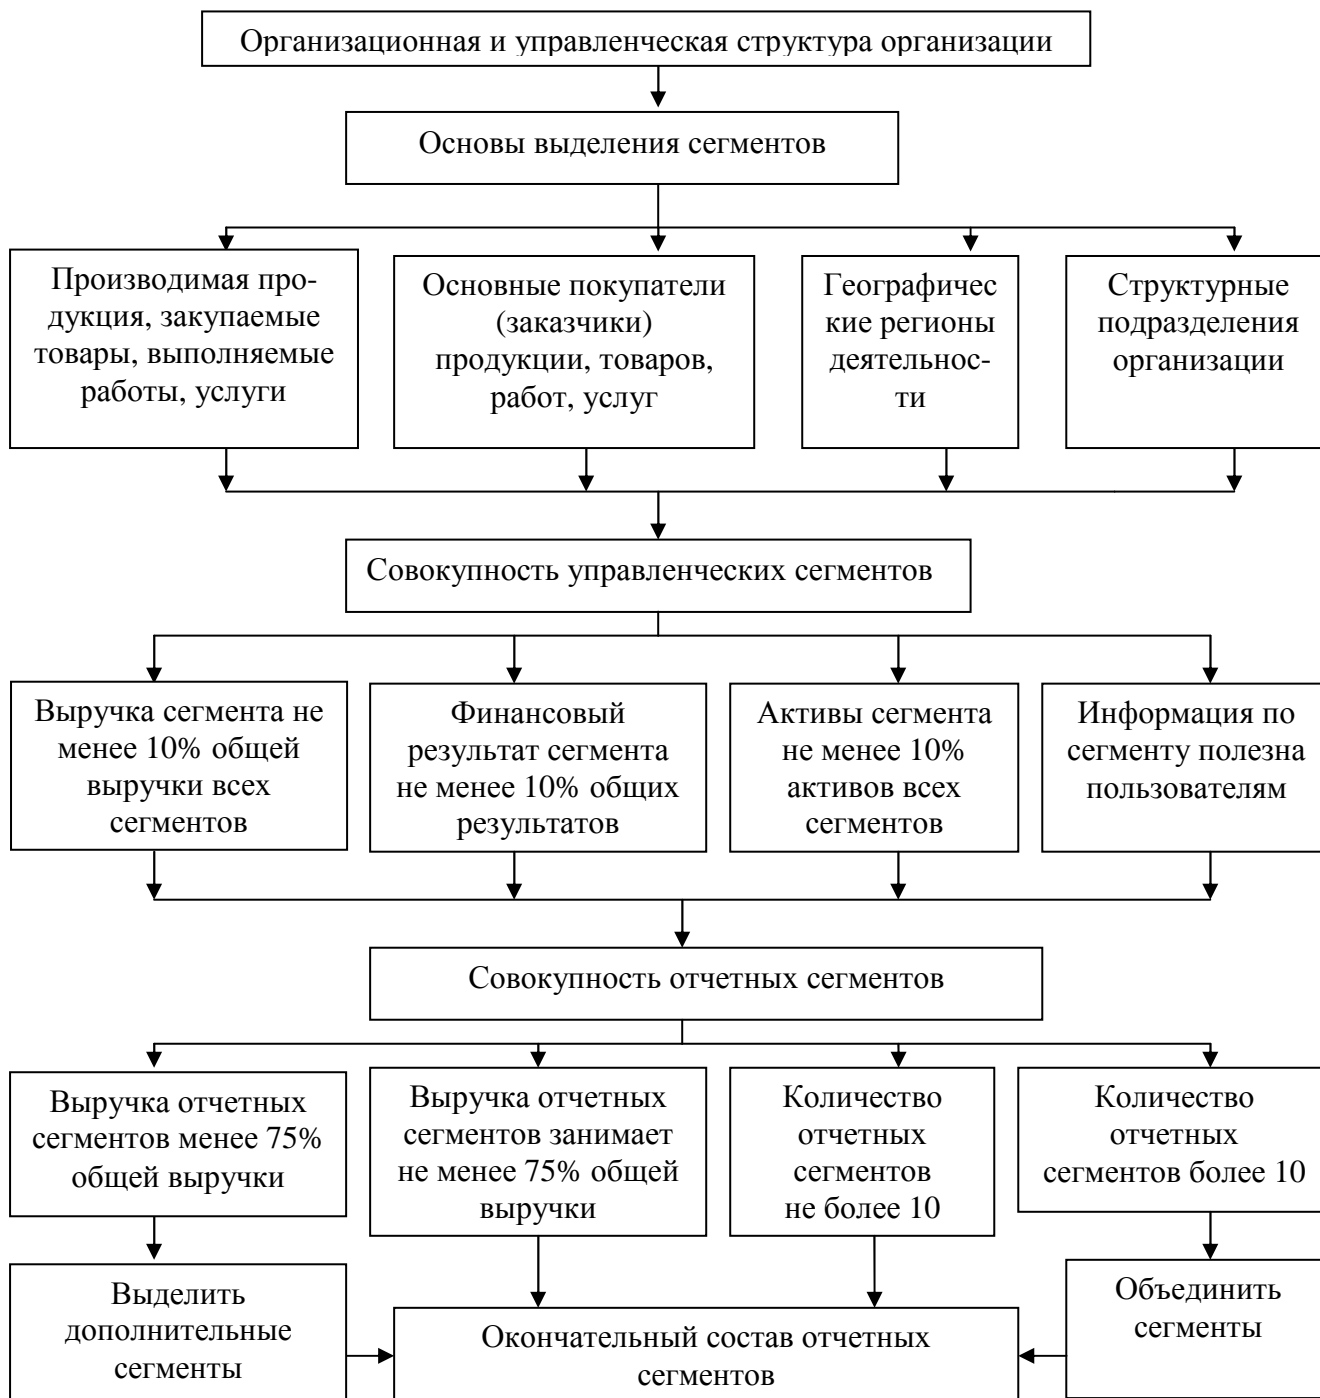 Организационная и управленческая структура организации
Основы выделения сегментов
Производимая про-
дукция, закупаемые
товары, выполняемые
работы, услуги
Основные покупатели
(заказчики)
продукции, товаров,
работ, услуг
Географичес
кие регионы
деятельнос-
ти
Структурные
подразделения
организации
Совокупность управленческих сегментов
Выручка сегмента не
менее 10% общей
выручки всех
сегментов
Финансовый
результат сегмента
не менее 10% общих
результатов
Активы сегмента
не менее 10%
активов всех
сегментов
Информация по
сегменту полезна
пользователям
Совокупность отчетных сегментов
Выручка отчетных
сегментов менее 75%
общей выручки
Выручка отчетных
сегментов занимает
не менее 75% общей
выручки
Количество
отчетных
сегментов
не более 10
Количество
отчетных
сегментов более 10
Выделить
дополнительные
сегменты
Окончательный состав отчетных
сегментов
Объединить
сегменты